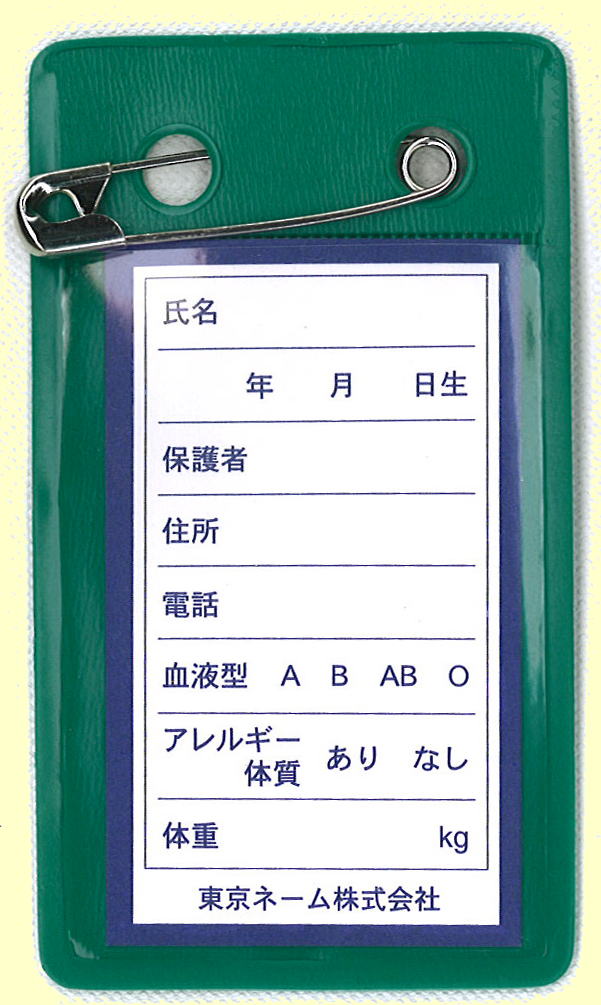 氏名
年 月 日生
保護者
住所
電話
血液型 A B AB O
アレルギー
体質 あり なし
体重 kg
東京ネーム株式会社